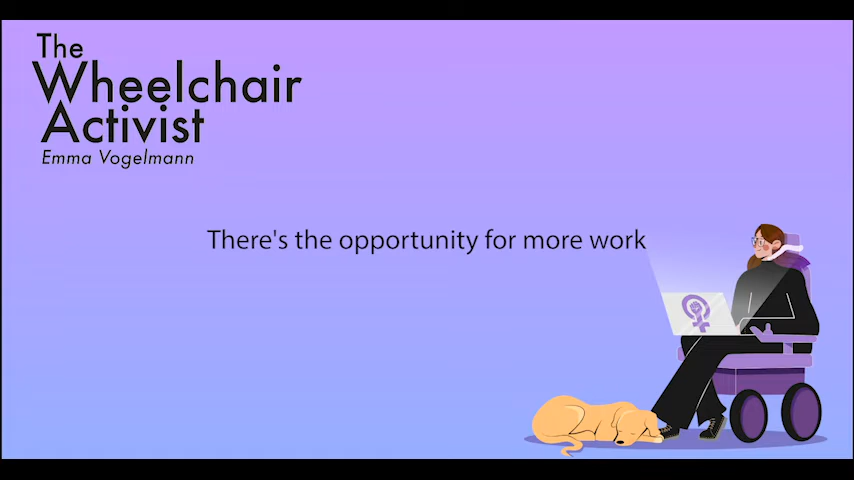 The
Wheelchair
Activist
Emma Vogelmann
There's the opportunity for more work